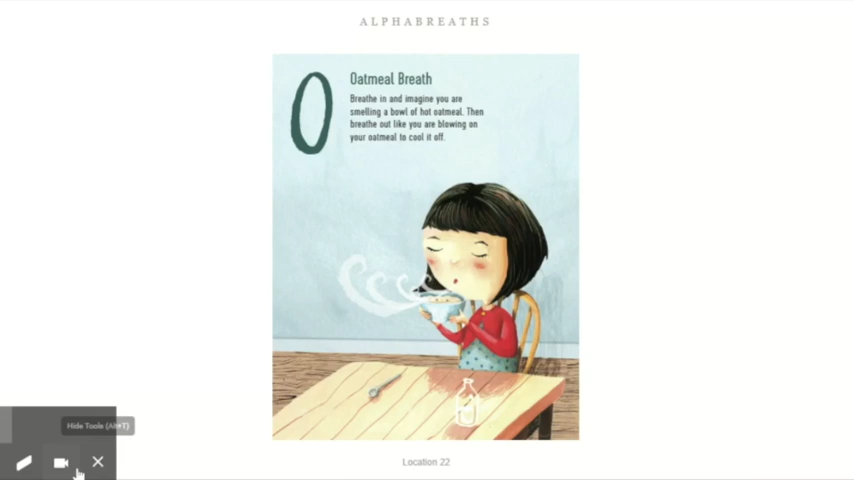 ALPHABREATHS
O
Oatmeal Breath
Breathe in and imagine you are
smelling a bowl of hot oatmeal. Then
breathe out like you are blowing on
your oatmeal to cool it off.
Hide Tools (Alt+T)
Location 22